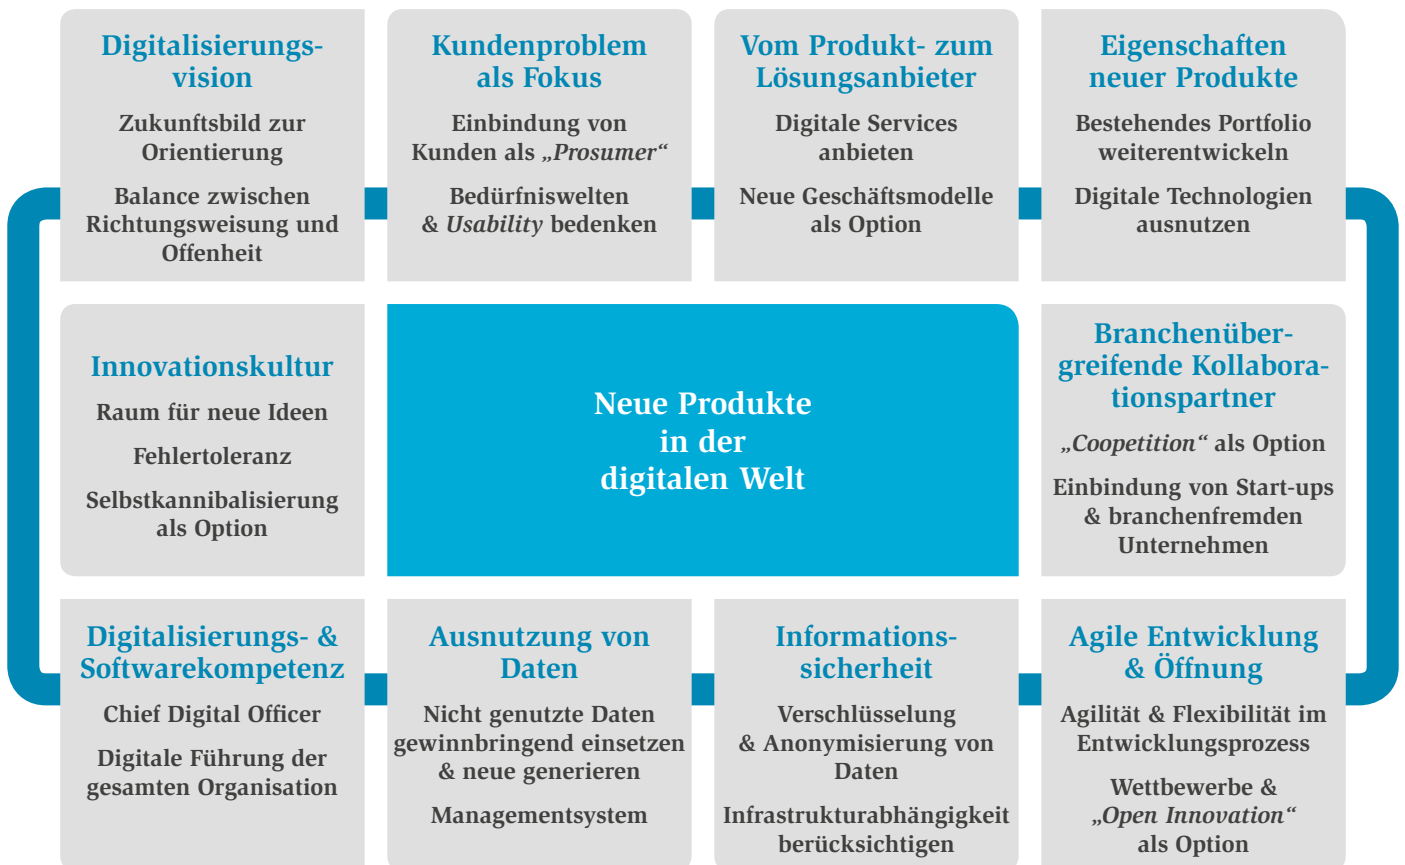 Digitalisierungs-
vision
Zukunftsbild zur
Orientierung
Balance zwischen
Richtungsweisung und
Offenheit
Kundenproblem
als Fokus
Einbindung von
Kunden als „Prosumer“
Bedürfniswelten
& Usability bedenken
Vom Produkt- zum
Lösungsanbieter
Digitale Services
anbieten
Neue Geschäftsmodelle
als Option
Eigenschaften
neuer Produkte
Bestehendes Portfolio
weiterentwickeln
Digitale Technologien
ausnutzen
Innovationskultur
Raum für neue Ideen
Fehlertoleranz
Selbstkannibalisierung
als Option
Neue Produkte
in der
digitalen Welt
Branchenüber-
greifende Kollabora-
tionspartner
„Coopetition“ als Option
Einbindung von Start-ups
& branchenfremden
Unternehmen
Digitalisierungs- &
Softwarekompetenz
Chief Digital Officer
Digitale Führung der
gesamten Organisation
Ausnutzung von
Daten
Nicht genutzte Daten
gewinnbringend einsetzen
& neue generieren
Managementsystem
Informations-
sicherheit
Verschlüsselung
& Anonymisierung von
Daten
Infrastrukturabhängigkeit
berücksichtigen
Agile Entwicklung
& Öffnung
Agilität & Flexibilität im
Entwicklungsprozess
Wettbewerbe &
„Open Innovation“
als Option